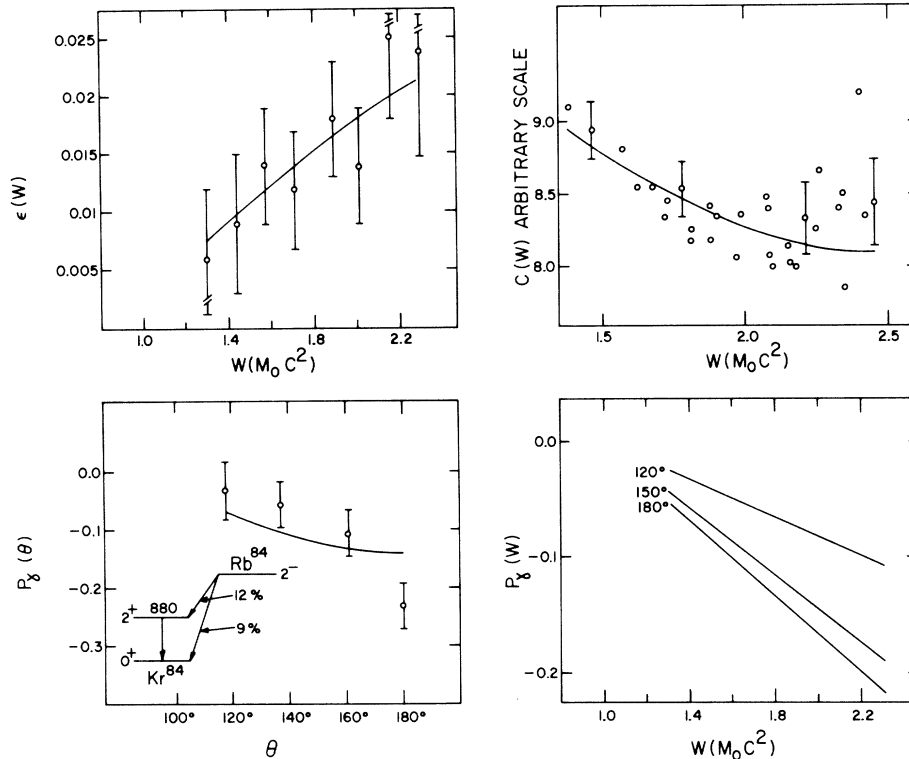 0.025
0.02
0.015
0.01
0.005
ε (W)
1.0 1.4 1.8 2.2
W(M₀C²)
9.0
8.5
8.0
C(W) ARBITRARY SCALE
1.5 2.0 2.5
W(M₀C²)
0.0
-0.1
-0.2
-0.3
Pγ(θ)
Rb⁸⁴
2⁻
12%
9%
2⁺ 880
0⁺
Kr⁸⁴
100° 120° 140° 160° 180°
θ
0.0
-0.1
-0.2
Pγ(W)
120°
150°
180°
1.0 1.4 1.8 2.2
W(M₀C²)